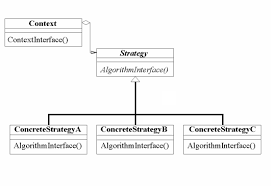 Context
ContextInterface()
Strategy
AlgorithmInterface()
ConcreteStrategyA
ConcreteStrategyB
ConcreteStrategyC
AlgorithmInterface()
AlgorithmInterface()
AlgorithmInterface()